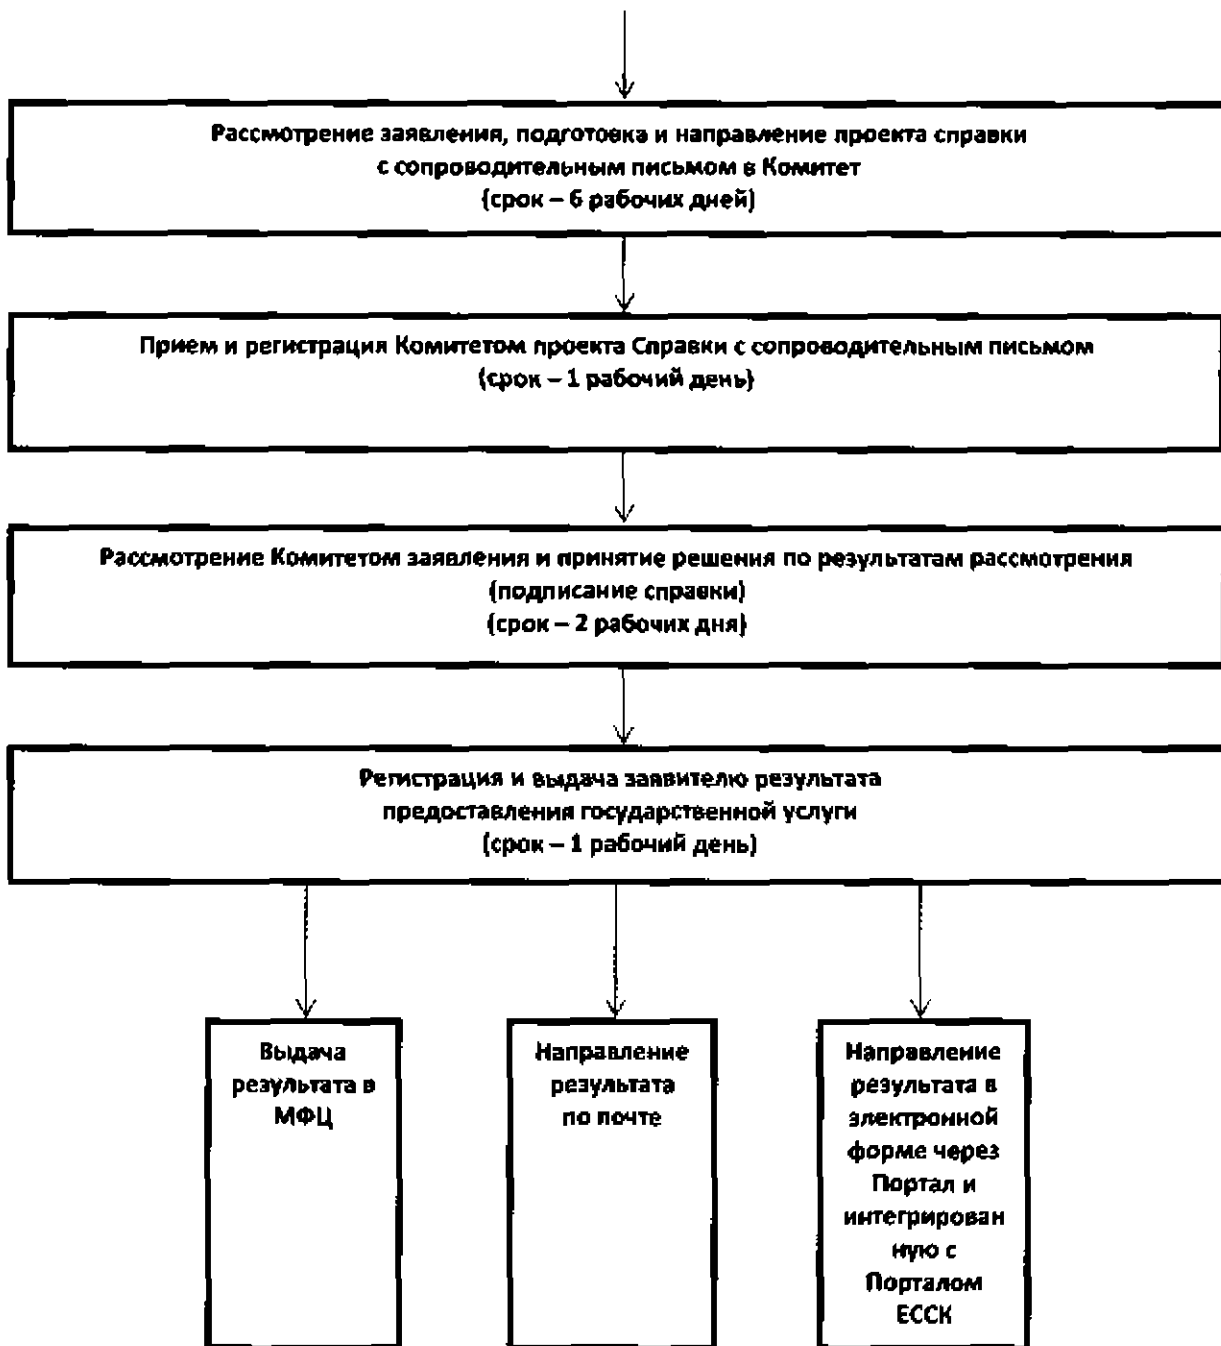 Рассмотрение заявления, подготовка и направление проекта справки
с сопроводительным письмом в Комитет
(срок – 6 рабочих дней)
Прием и регистрация Комитетом проекта Справки с сопроводительным письмом
(срок – 1 рабочий день)
Рассмотрение Комитетом заявления и принятие решения по результатам рассмотрения
(подписание справки)
(срок – 2 рабочих дня)
Регистрация и выдача заявителю результата
предоставления государственной услуги
(срок – 1 рабочий день)
Выдача
результата в
МФЦ
Направление
результата
по почте
Направление
результата в
электронной
форме через
Портал и
интегрирован
ную с
Порталом
ЕССК